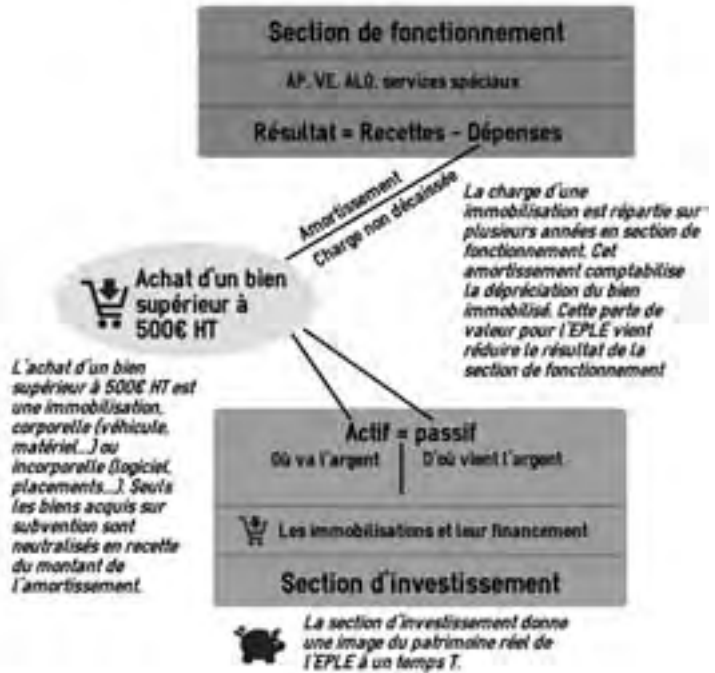 Section de fonctionnement
AP, VE, ALO, services spéciaux
Résultat = Recettes - Dépenses
Amortissement
Charge non décaissée
La charge d'une
immobilisation est répartie sur
plusieurs années en section de
fonctionnement. Cet
amortissement comptabilise
la dépréciation du bien
immobilisé. Cette perte de
valeur pour l'EPLE vient
réduire le résultat de la
section de fonctionnement
Achat d'un bien
supérieur à
500€ HT
L'achat d'un bien
supérieur à 500€ HT est
une immobilisation,
corporelle (véhicule,
matériel...) ou
incorporelle (logiciel,
placements...). Seuls
les biens acquis sur
subvention sont
neutralisés en recette
du montant de
l'amortissement.
Actif = passif
Où va l'argent
D'où vient l'argent
Les immobilisations et leur financement
Section d'investissement
La section d'investissement donne
une image du patrimoine réel de
l'EPLE à un temps T.